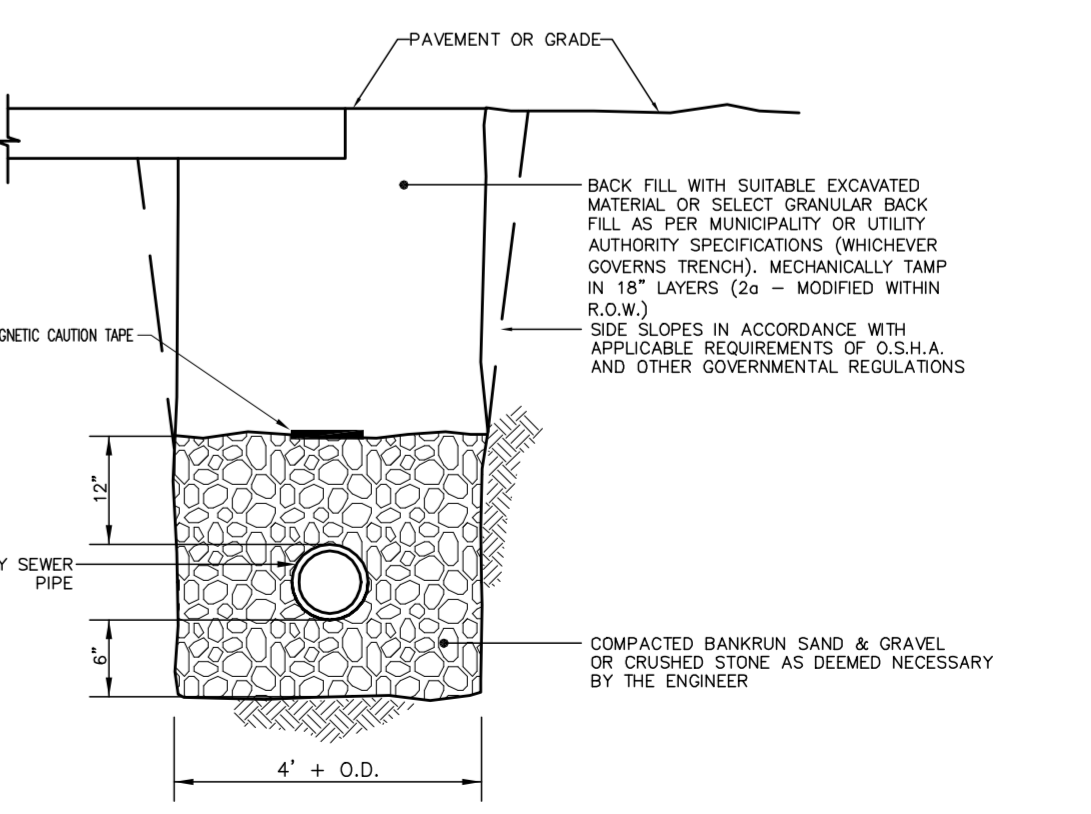 PAVEMENT OR GRADE
BACK FILL WITH SUITABLE EXCAVATED
MATERIAL OR SELECT GRANULAR BACK
FILL AS PER MUNICIPALITY OR UTILITY
AUTHORITY SPECIFICATIONS (WHICHEVER
GOVERNS TRENCH). MECHANICALLY TAMP
IN 18" LAYERS (2a – MODIFIED WITHIN
R.O.W.)
SIDE SLOPES IN ACCORDANCE WITH
APPLICABLE REQUIREMENTS OF O.S.H.A.
AND OTHER GOVERNMENTAL REGULATIONS
GNETIC CAUTION TAPE
12"
Y SEWER
PIPE
6"
COMPACTED BANKRUN SAND & GRAVEL
OR CRUSHED STONE AS DEEMED NECESSARY
BY THE ENGINEER
4' + O.D.